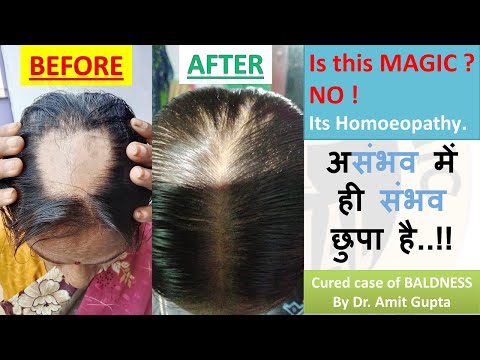 BEFORE
AFTER
Is this MAGIC ?
NO !
Its Homoeopathy.
असंभव में
ही संभव
छुपा है..!!
Cured case of BALDNESS
By Dr. Amit Gupta